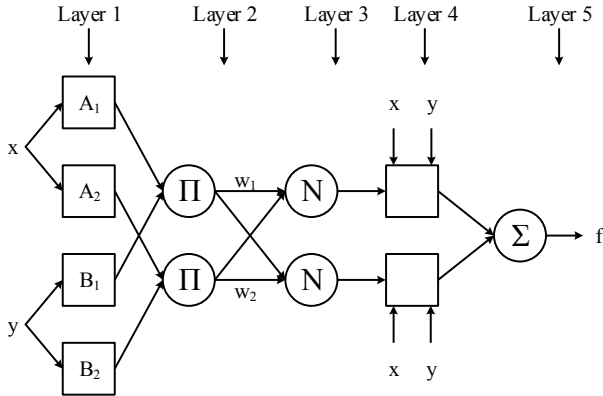 Layer 1 Layer 2 Layer 3 Layer 4 Layer 5
x y
A₁
x
A₂
w₁
Π N
Σ f
B₁
Π N
w₂
y
B₂
x y